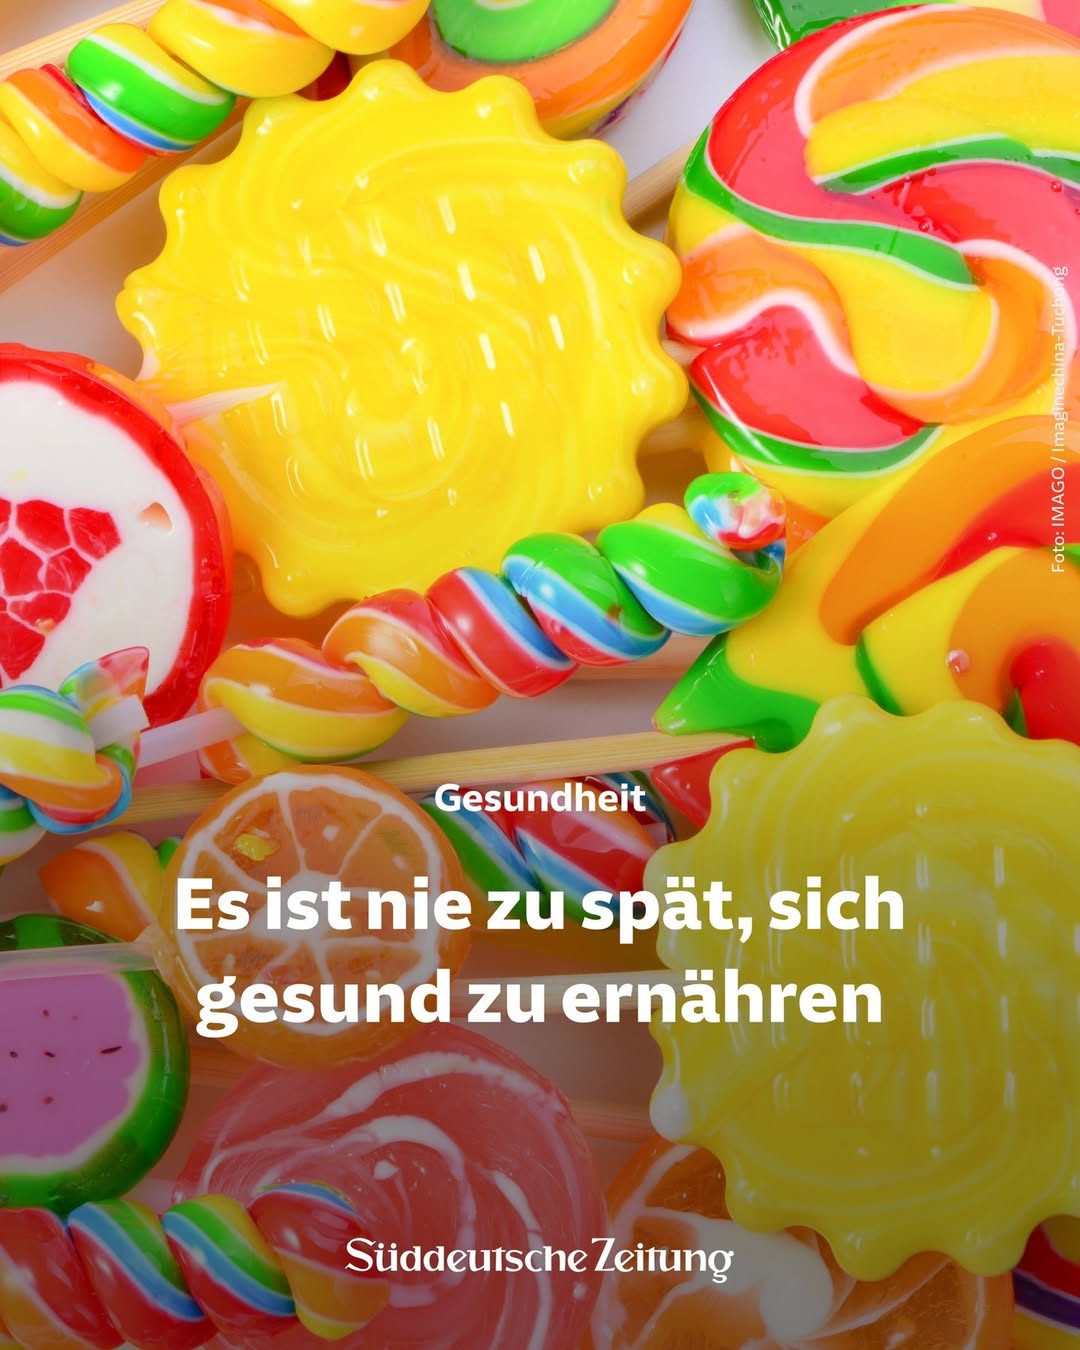 Foto: IMAGO / Imaginechina-Tuchong
Gesundheit
Es ist nie zu spät, sich
gesund zu ernähren
Süddeutsche Zeitung